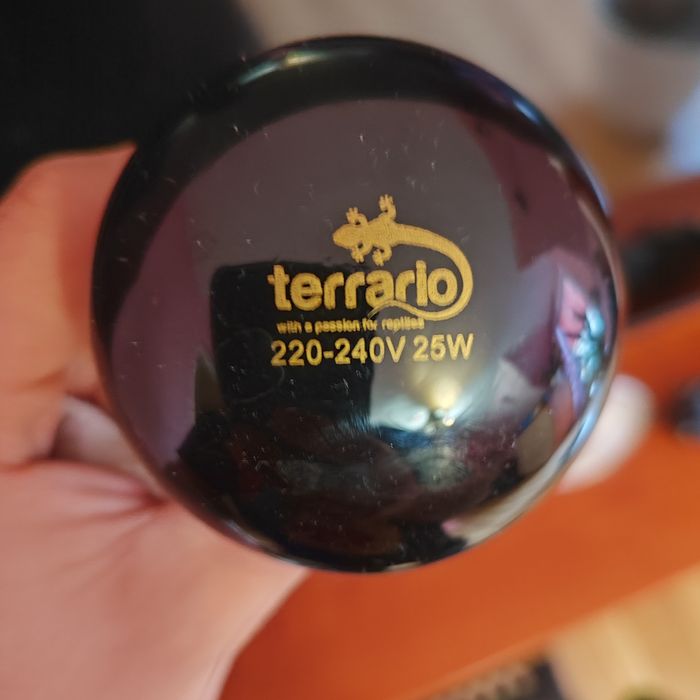 terrario
with a passion for reptiles
220-240V 25W